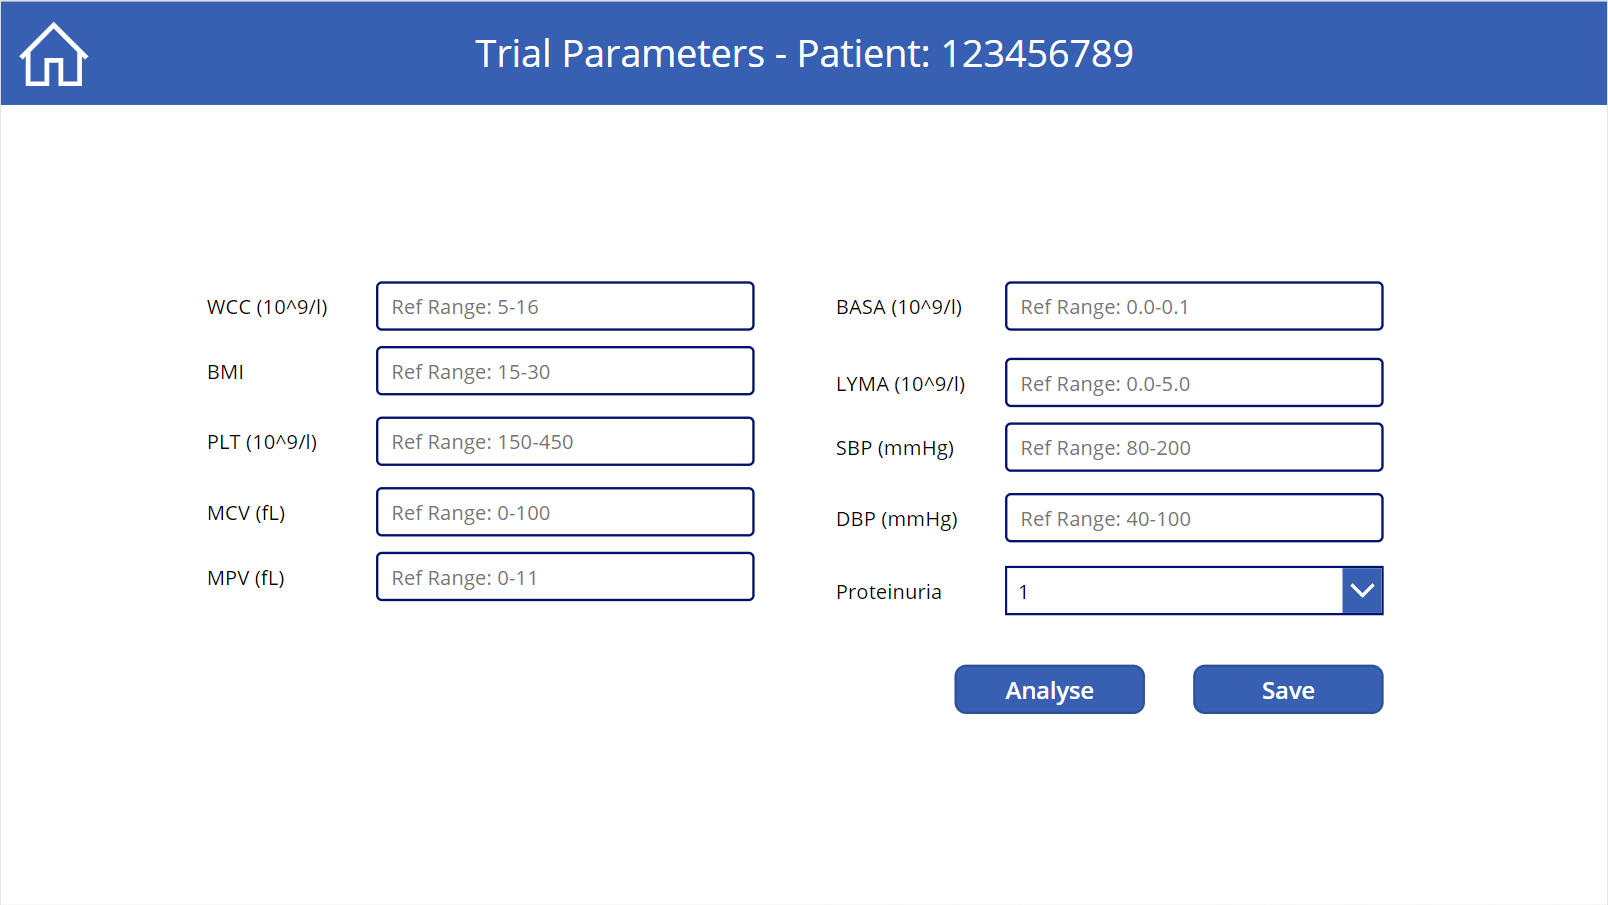 Trial Parameters - Patient: 123456789
WCC (10^9/l) Ref Range: 5-16
BMI Ref Range: 15-30
PLT (10^9/l) Ref Range: 150-450
MCV (fL) Ref Range: 0-100
MPV (fL) Ref Range: 0-11
BASA (10^9/l) Ref Range: 0.0-0.1
LYMA (10^9/l) Ref Range: 0.0-5.0
SBP (mmHg) Ref Range: 80-200
DBP (mmHg) Ref Range: 40-100
Proteinuria 1
Analyse Save